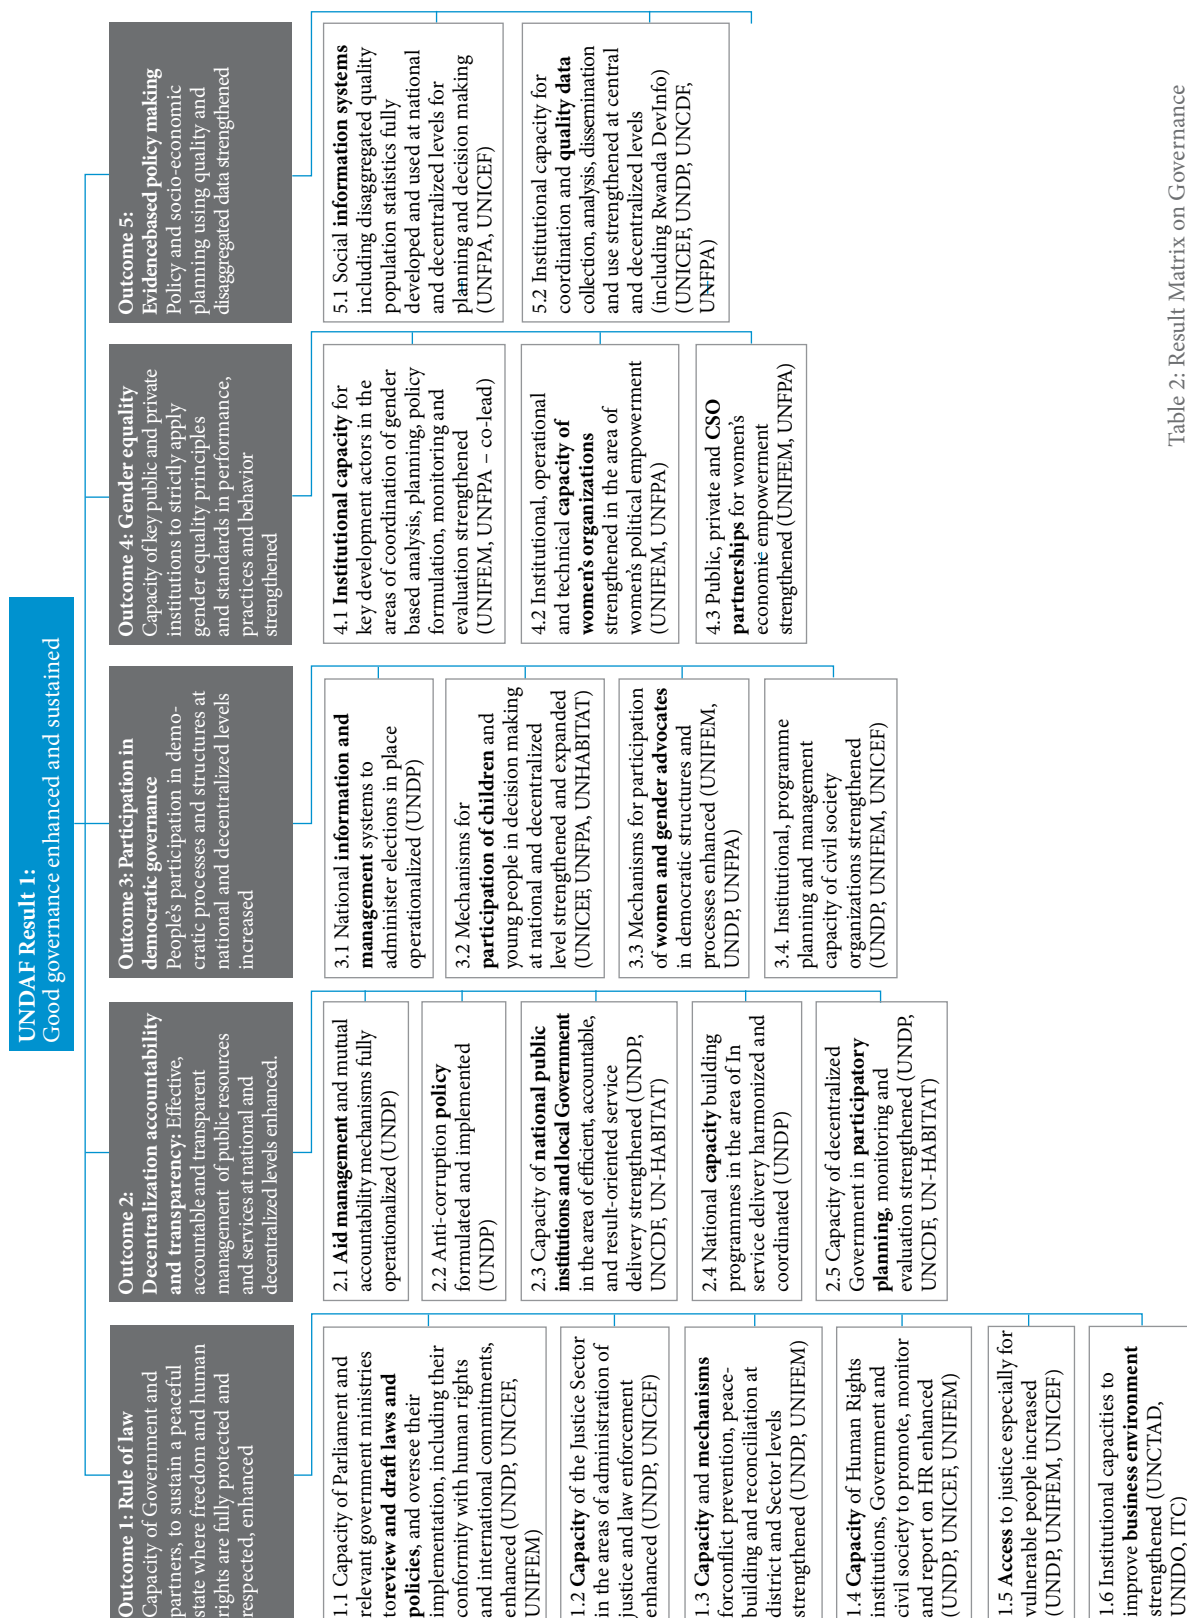 UNDAF Result 1:
Good governance enhanced and sustained
Outcome 1: Rule of law
Capacity of Government and
partners, to sustain a peaceful
state where freedom and human
rights are fully protected and
respected, enhanced
1.1 Capacity of Parliament and
relevant government ministries
toreview and draft laws and
policies, and oversee their
implementation, including their
conformity with human rights
and international commitments,
enhanced (UNDP, UNICEF,
UNIFEM)
1.2 Capacity of the Justice Sector
in the areas of administration of
justice and law enforcement
enhanced (UNDP, UNICEF)
1.3 Capacity and mechanisms
forconflict prevention, peace-
building and reconciliation at
district and Sector levels
strengthened (UNDP, UNIFEM)
1.4 Capacity of Human Rights
institutions, Government and
civil society to promote, monitor
and report on HR enhanced
(UNDP, UNICEF, UNIFEM)
1.5 Access to justice especially for
vulnerable people increased
(UNDP, UNIFEM, UNICEF)
1.6 Institutional capacities to
improve business environment
strengthened (UNCTAD,
UNIDO, ITC)
Outcome 2:
Decentralization accountability
and transparency: Effective,
accountable and transparent
management of public resources
and services at national and
decentralized levels enhanced.
2.1 Aid management and mutual
accountability mechanisms fully
operationalized (UNDP)
2.2 Anti-corruption policy
formulated and implemented
(UNDP)
2.3 Capacity of national public
institutions and local Government
in the area of efficient, accountable,
and result-oriented service
delivery strengthened (UNDP,
UNCDF, UN-HABITAT)
2.4 National capacity building
programmes in the area of In
service delivery harmonized and
coordinated (UNDP)
2.5 Capacity of decentralized
Government in participatory
planning, monitoring and
evaluation strengthened (UNDP,
UNCDF, UN-HABITAT)
Outcome 3: Participation in
democratic governance
People's participation in demo-
cratic processes and structures at
national and decentralized levels
increased
3.1 National information and
management systems to
administer elections in place
operationalized (UNDP)
3.2 Mechanisms for
participation of children and
young people in decision making
at national and decentralized
level strengthened and expanded
(UNICEF, UNFPA, UNHABITAT)
3.3 Mechanisms for participation
of women and gender advocates
in democratic structures and
processes enhanced (UNIFEM,
UNDP, UNFPA)
3.4. Institutional, programme
planning and management
capacity of civil society
organizations strengthened
(UNDP, UNIFEM, UNICEF)
Outcome 4: Gender equality
Capacity of key public and private
institutions to strictly apply
gender equality principles
and standards in performance,
practices and behavior
strengthened
4.1 Institutional capacity for
key development actors in the
areas of coordination of gender
based analysis, planning, policy
formulation, monitoring and
evaluation strengthened
(UNIFEM, UNFPA – co-lead)
4.2 Institutional, operational
and technical capacity of
women's organizations
strengthened in the area of
women's political empowerment
(UNIFEM, UNFPA)
4.3 Public, private and CSO
partnerships for women's
economic empowerment
strengthened (UNIFEM, UNFPA)
Outcome 5:
Evidencebased policy making
Policy and socio-economic
planning using quality and
disaggregated data strengthened
5.1 Social information systems
including disaggregated quality
population statistics fully
developed and used at national
and decentralized levels for
planning and decision making
(UNFPA, UNICEF)
5.2 Institutional capacity for
coordination and quality data
collection, analysis, dissemination
and use strengthened at central
and decentralized levels
(including Rwanda DevInfo)
(UNICEF, UNDP, UNCDF,
UNFPA)
Table 2: Result Matrix on Governance